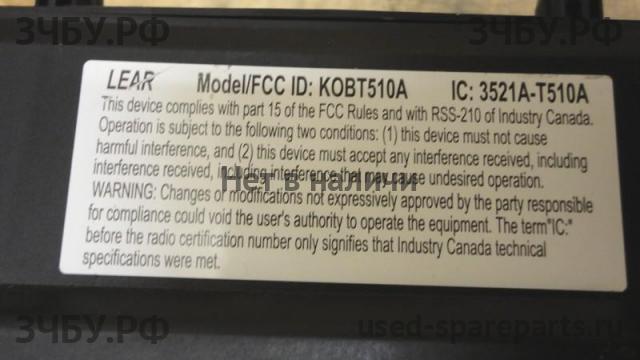 ЗЧБУ.РФ
ЗЧБУ.РФ
LEAR Model/FCC ID: KOBT510A IC: 3521A-T510A
This device complies with part 15 of the FCC Rules and with RSS-210 of Industry Canada.
Operation is subject to the following two conditions: (1) this device must not cause
harmful interference, and (2) this device must accept any interference received, including
interference received, including interference that may cause undesired operation.
Нет в наличи
WARNING: Changes of modifications not expressively approved by the party responsible
for compliance could void the user's authority to operate the equipment. The term"IC:"
before the radio certification number only signifies that Industry Canada technical
specifications were met.
ЗЧБУ.РФ
used-spareparts.ru